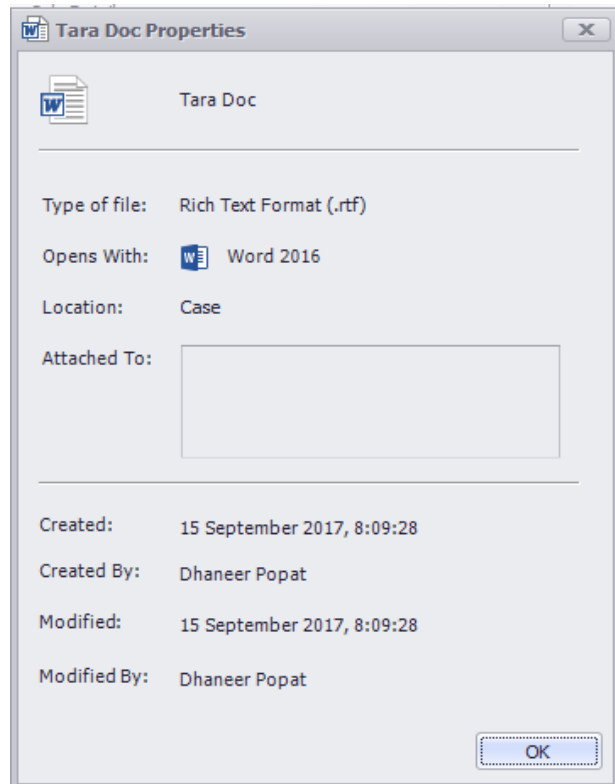 Tara Doc Properties
Tara Doc
Type of file: Rich Text Format (.rtf)
Opens With: Word 2016
Location: Case
Attached To:
Created: 15 September 2017, 8:09:28
Created By: Dhaneer Popat
Modified: 15 September 2017, 8:09:28
Modified By: Dhaneer Popat
OK